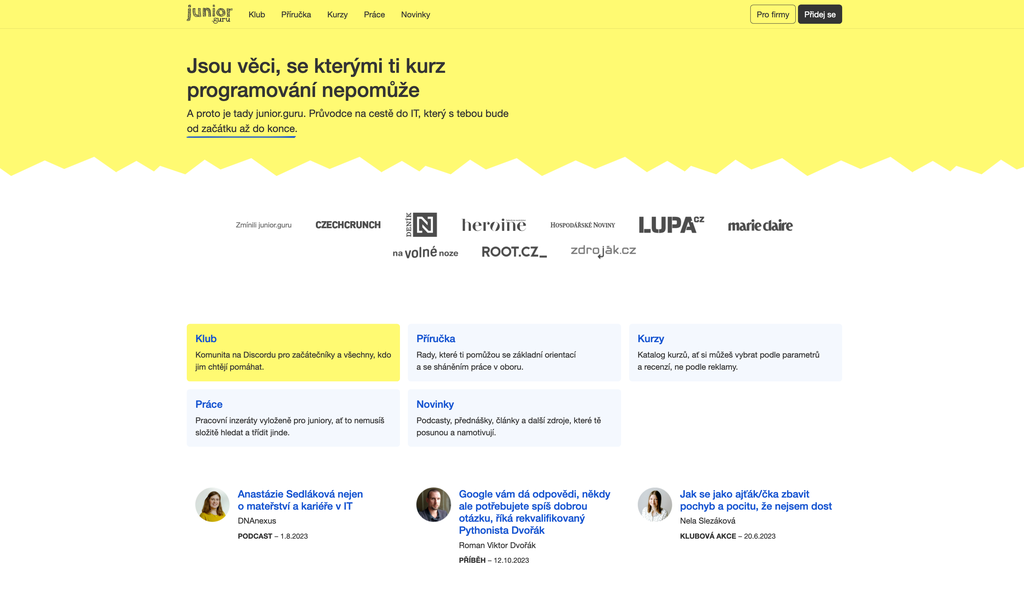 junior.guru
Klub
Příručka
Kurzy
Práce
Novinky
Pro firmy
Přidej se
Jsou věci, se kterými ti kurz
programování nepomůže
A proto je tady junior.guru. Průvodce na cestě do IT, který s tebou bude
od začátku až do konce.
Zmínili junior.guru
CZECHCRUNCH
DENÍK N
heroine
HOSPODÁŘSKÉ NOVINY
LUPA.CZ
marie claire
na volné noze
ROOT.CZ_
zdroják.cz
Klub
Komunita na Discordu pro začátečníky a všechny, kdo
jim chtějí pomáhat.
Příručka
Rady, které ti pomůžou se základní orientací
a se sháněním práce v oboru.
Kurzy
Katalog kurzů, ať si můžeš vybrat podle parametrů
a recenzí, ne podle reklamy.
Práce
Pracovní inzeráty vyloženě pro juniory, ať to nemusíš
složitě hledat a třídit jinde.
Novinky
Podcasty, přednášky, články a další zdroje, které tě
posunou a namotivují.
Anastázie Sedláková nejen
o mateřství a kariéře v IT
DNAnexus
PODCAST – 1.8.2023
Google vám dá odpovědi, někdy
ale potřebujete spíš dobrou
otázku, říká rekvalifikovaný
Pythonista Dvořák
Roman Viktor Dvořák
PŘÍBĚH – 12.10.2023
Jak se jako ajťák/čka zbavit
pochyb a pocitu, že nejsem dost
Nela Slezáková
KLUBOVÁ AKCE – 20.6.2023